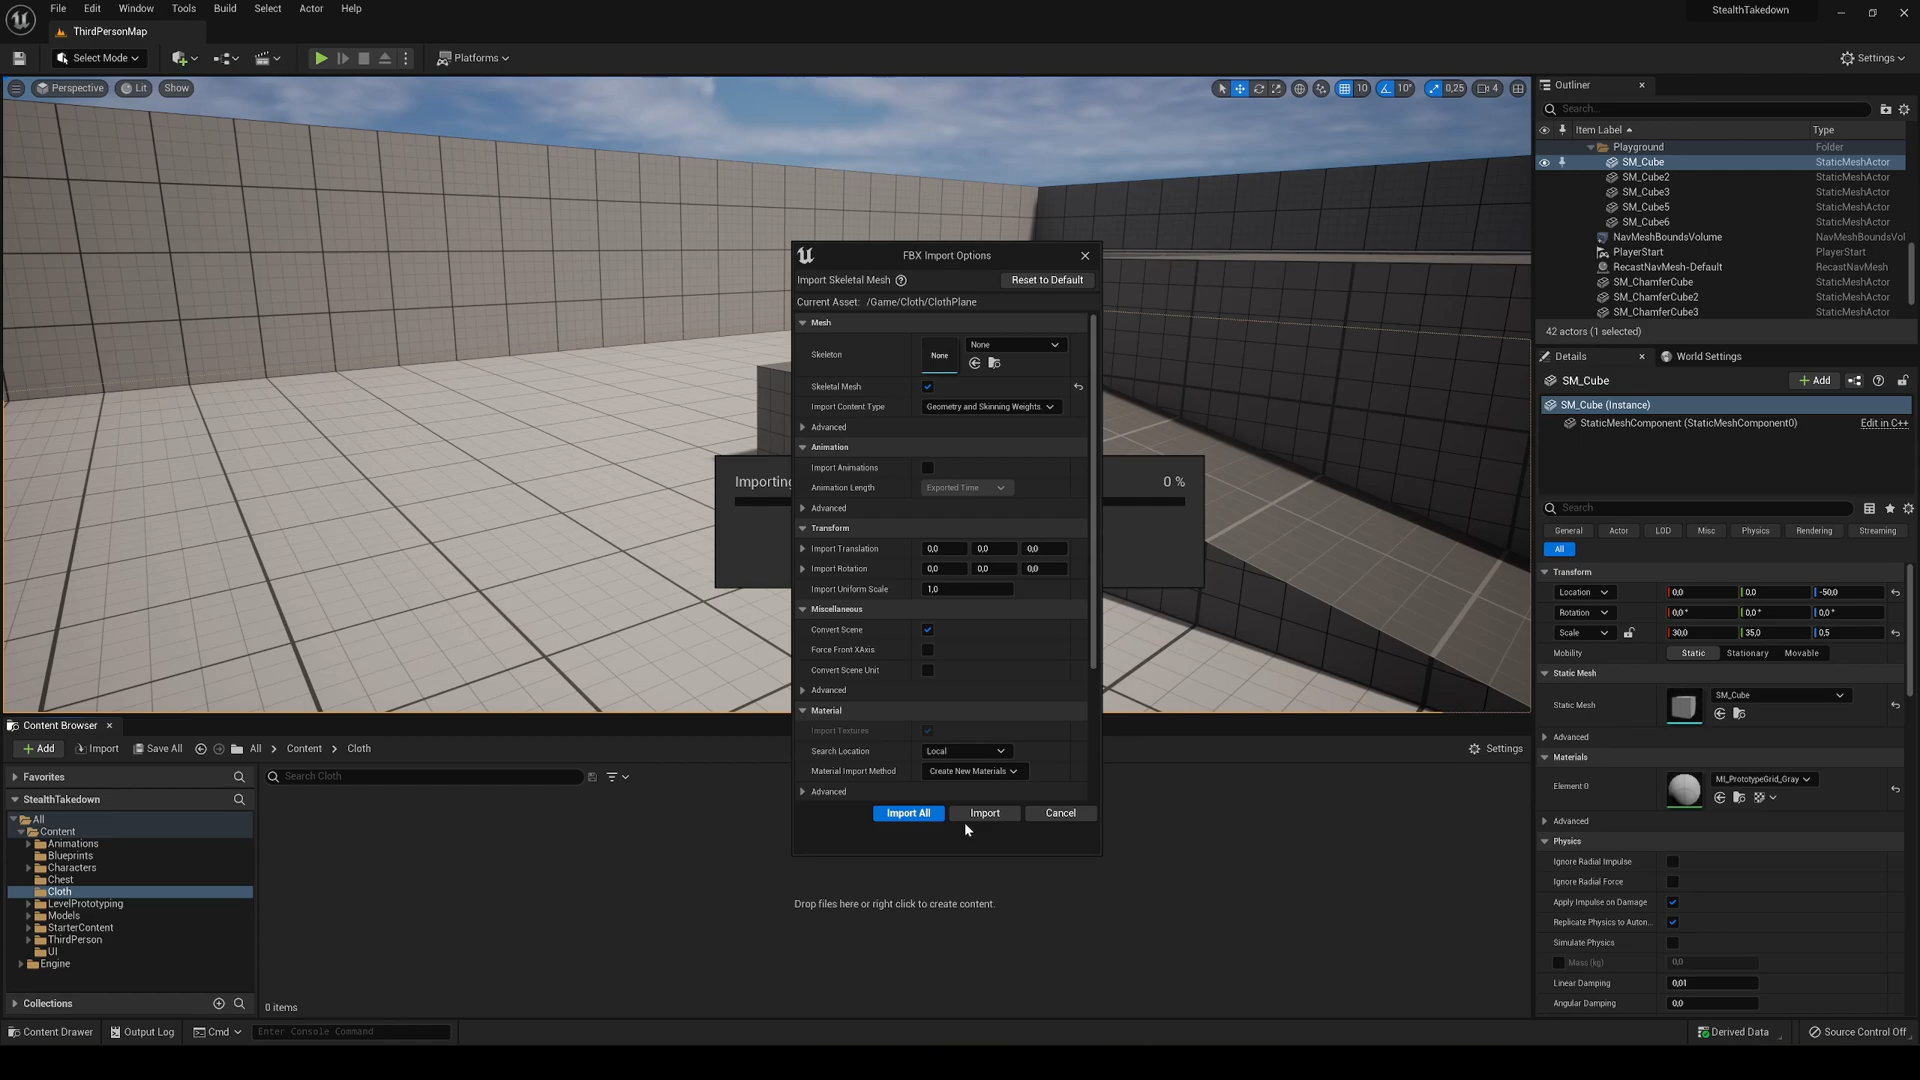 File Edit Window Tools Build Select Actor Help
StealthTakedown
ThirdPersonMap
Select Mode
Platforms
Settings
Perspective Lit Show
10 10° 0,25 4
Outliner
Search...
Item Label Type
Playground Folder
SM_Cube StaticMeshActor
SM_Cube2 StaticMeshActor
SM_Cube3 StaticMeshActor
SM_Cube5 StaticMeshActor
SM_Cube6 StaticMeshActor
NavMeshBoundsVolume NavMeshBoundsVol
PlayerStart PlayerStart
RecastNavMesh-Default RecastNavMesh
SM_ChamferCube StaticMeshActor
SM_ChamferCube2 StaticMeshActor
SM_ChamferCube3 StaticMeshActor
42 actors (1 selected)
Details World Settings
SM_Cube
Add
SM_Cube (Instance)
StaticMeshComponent (StaticMeshComponent0) Edit in C++
Search
General Actor LOD Misc Physics Rendering Streaming
All
Transform
Location 0,0 0,0 -50,0
Rotation 0,0 ° 0,0 ° 0,0 °
Scale 30,0 35,0 0,5
Mobility Static Stationary Movable
Static Mesh
Static Mesh SM_Cube
Advanced
Materials
Element 0 MI_PrototypeGrid_Gray
Advanced
Physics
Ignore Radial Impulse
Ignore Radial Force
Apply Impulse on Damage
Replicate Physics to Auton...
Simulate Physics
Mass (kg) 0,0
Linear Damping 0,01
Angular Damping 0,0
FBX Import Options
Import Skeletal Mesh Reset to Default
Current Asset: /Game/Cloth/ClothPlane
Mesh
Skeleton None None
Skeletal Mesh
Import Content Type Geometry and Skinning Weights.
Advanced
Animation
Import Animations
Animation Length Exported Time
Advanced
Transform
Import Translation 0,0 0,0 0,0
Import Rotation 0,0 0,0 0,0
Import Uniform Scale 1,0
Miscellaneous
Convert Scene
Force Front XAxis
Convert Scene Unit
Advanced
Material
Import Textures
Search Location Local
Material Import Method Create New Materials
Advanced
Import All Import Cancel
Importing 0 %
Content Browser
Add Import Save All All Content Cloth
Settings
Favorites
Search Cloth
StealthTakedown
All
Content
Animations
Blueprints
Characters
Chest
Cloth
LevelPrototyping
Models
StarterContent
ThirdPerson
UI
Engine
Collections
Drop files here or right click to create content.
0 items
Content Drawer Output Log Cmd Enter Console Command
Derived Data Source Control Off